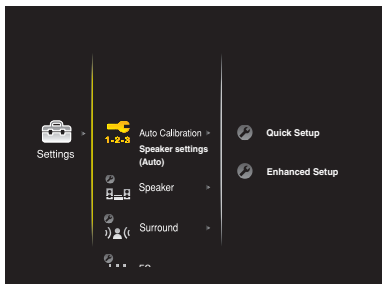 Settings
1-2-3
Auto Calibration
Speaker settings
(Auto)
Speaker
Surround
Quick Setup
Enhanced Setup